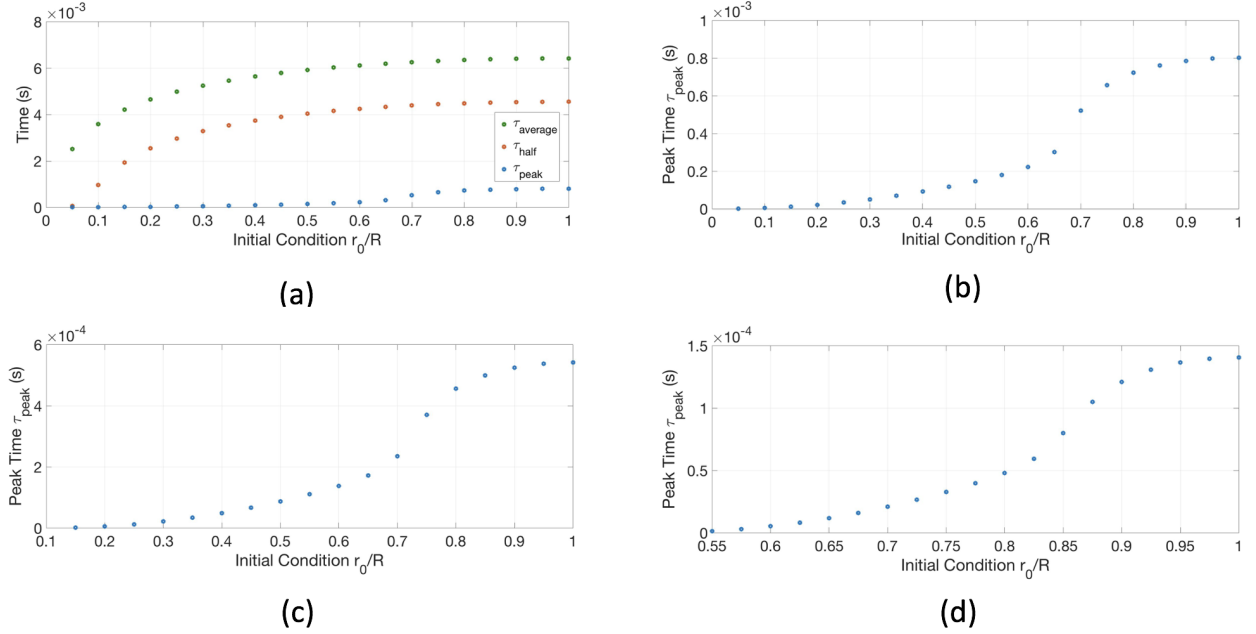 ×10⁻³
8
6
4
2
0
Time (s)
τ_average
τ_half
τ_peak
0 0.1 0.2 0.3 0.4 0.5 0.6 0.7 0.8 0.9 1
Initial Condition r₀/R
(a)
×10⁻³
1
0.8
0.6
0.4
0.2
0
Peak Time τ_peak (s)
0 0.1 0.2 0.3 0.4 0.5 0.6 0.7 0.8 0.9 1
Initial Condition r₀/R
(b)
×10⁻⁴
6
4
2
0
Peak Time τ_peak (s)
0.1 0.2 0.3 0.4 0.5 0.6 0.7 0.8 0.9 1
Initial Condition r₀/R
(c)
×10⁻⁴
1.5
1
0.5
0
Peak Time τ_peak (s)
0.55 0.6 0.65 0.7 0.75 0.8 0.85 0.9 0.95 1
Initial Condition r₀/R
(d)